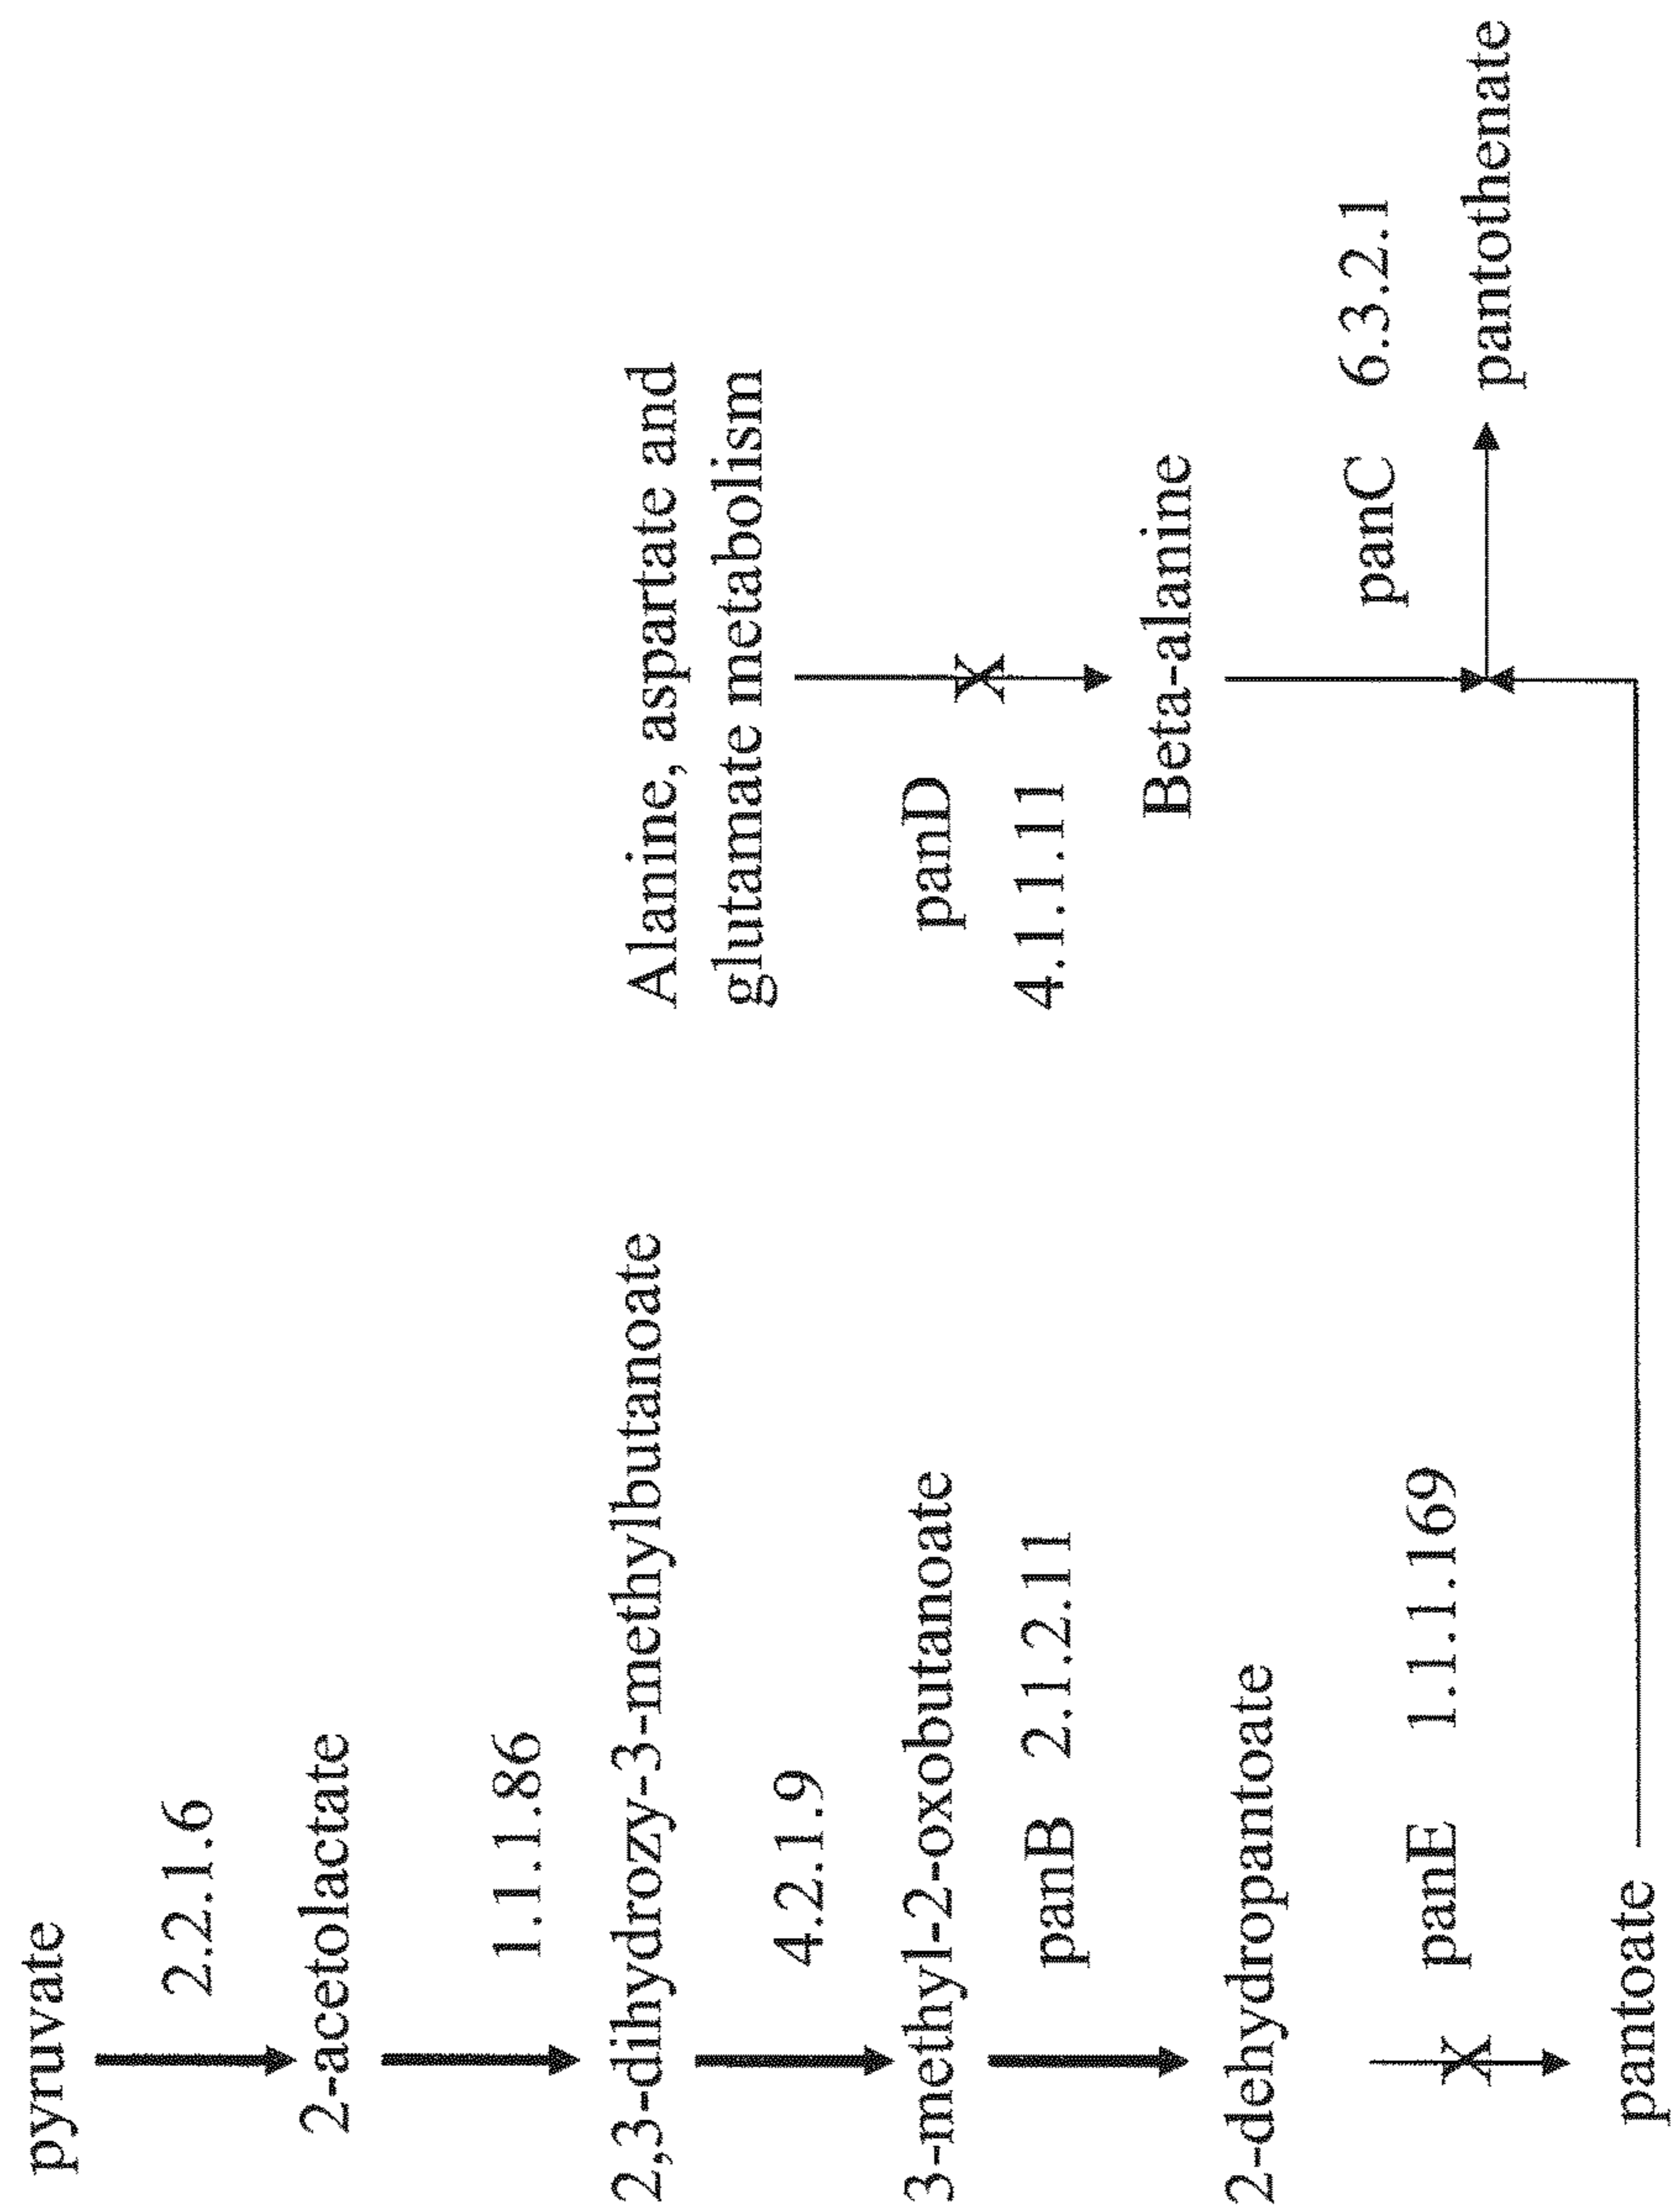 pyruvate
2.2.1.6
2-acetolactate
1.1.1.86
2,3-dihydrozy-3-methylbutanoate
4.2.1.9
3-methyl-2-oxobutanoate
panB 2.1.2.11
2-dehydropantoate
X
panE 1.1.1.169
pantoate
Alanine, aspartate and
glutamate metabolism
panD
X
4.1.1.11
Beta-alanine
panC 6.3.2.1
pantothenate